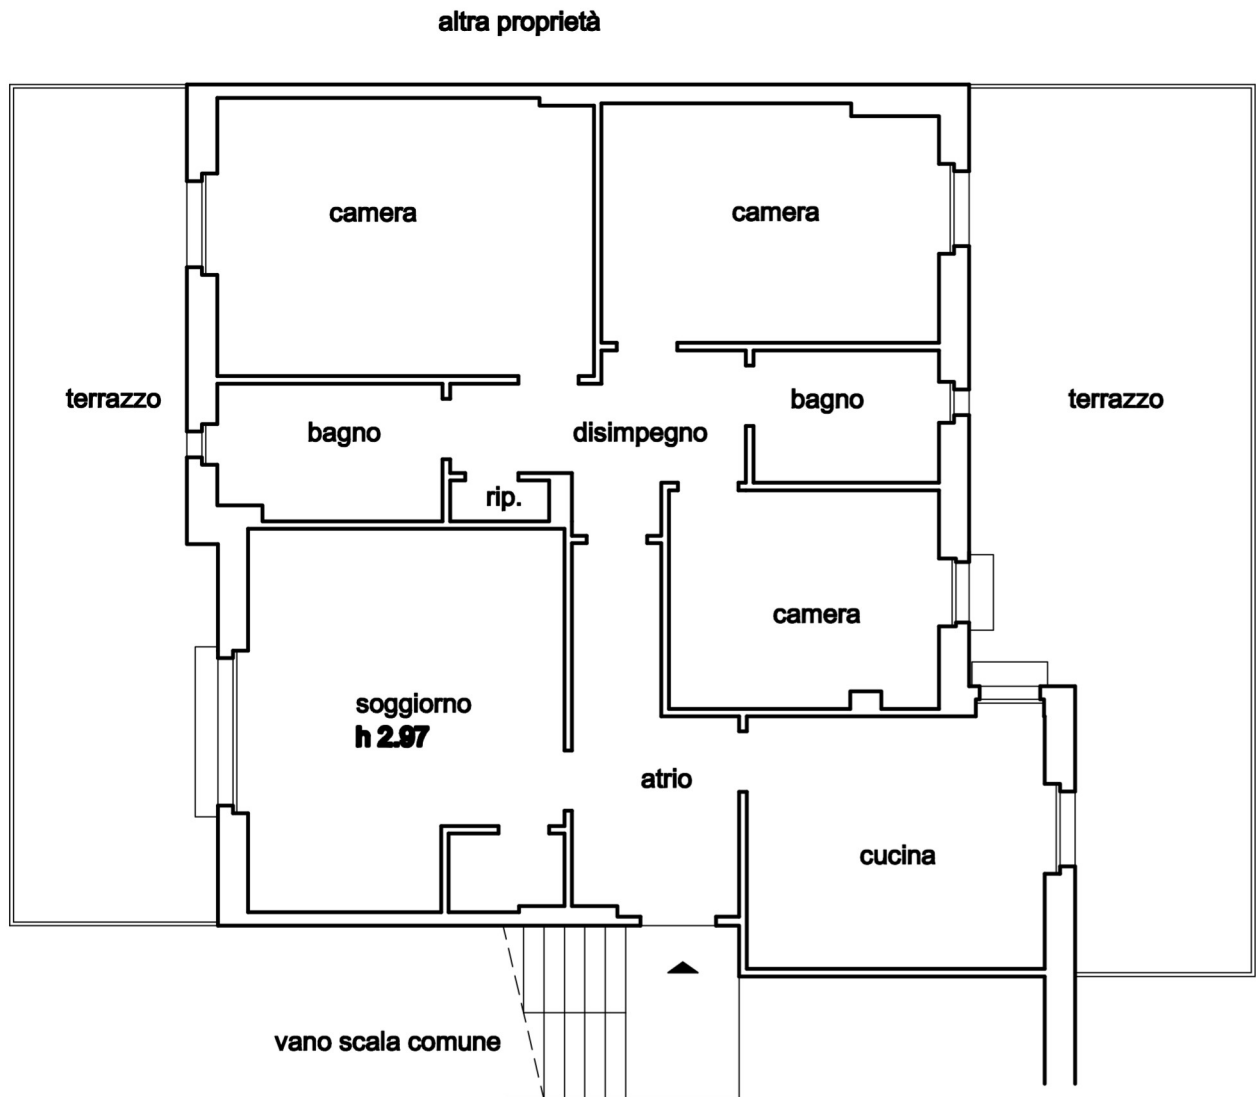 altra proprietà
camera
camera
terrazzo
bagno
disimpegno
bagno
terrazzo
rip.
camera
soggiorno
h 2.97
atrio
cucina
vano scala comune